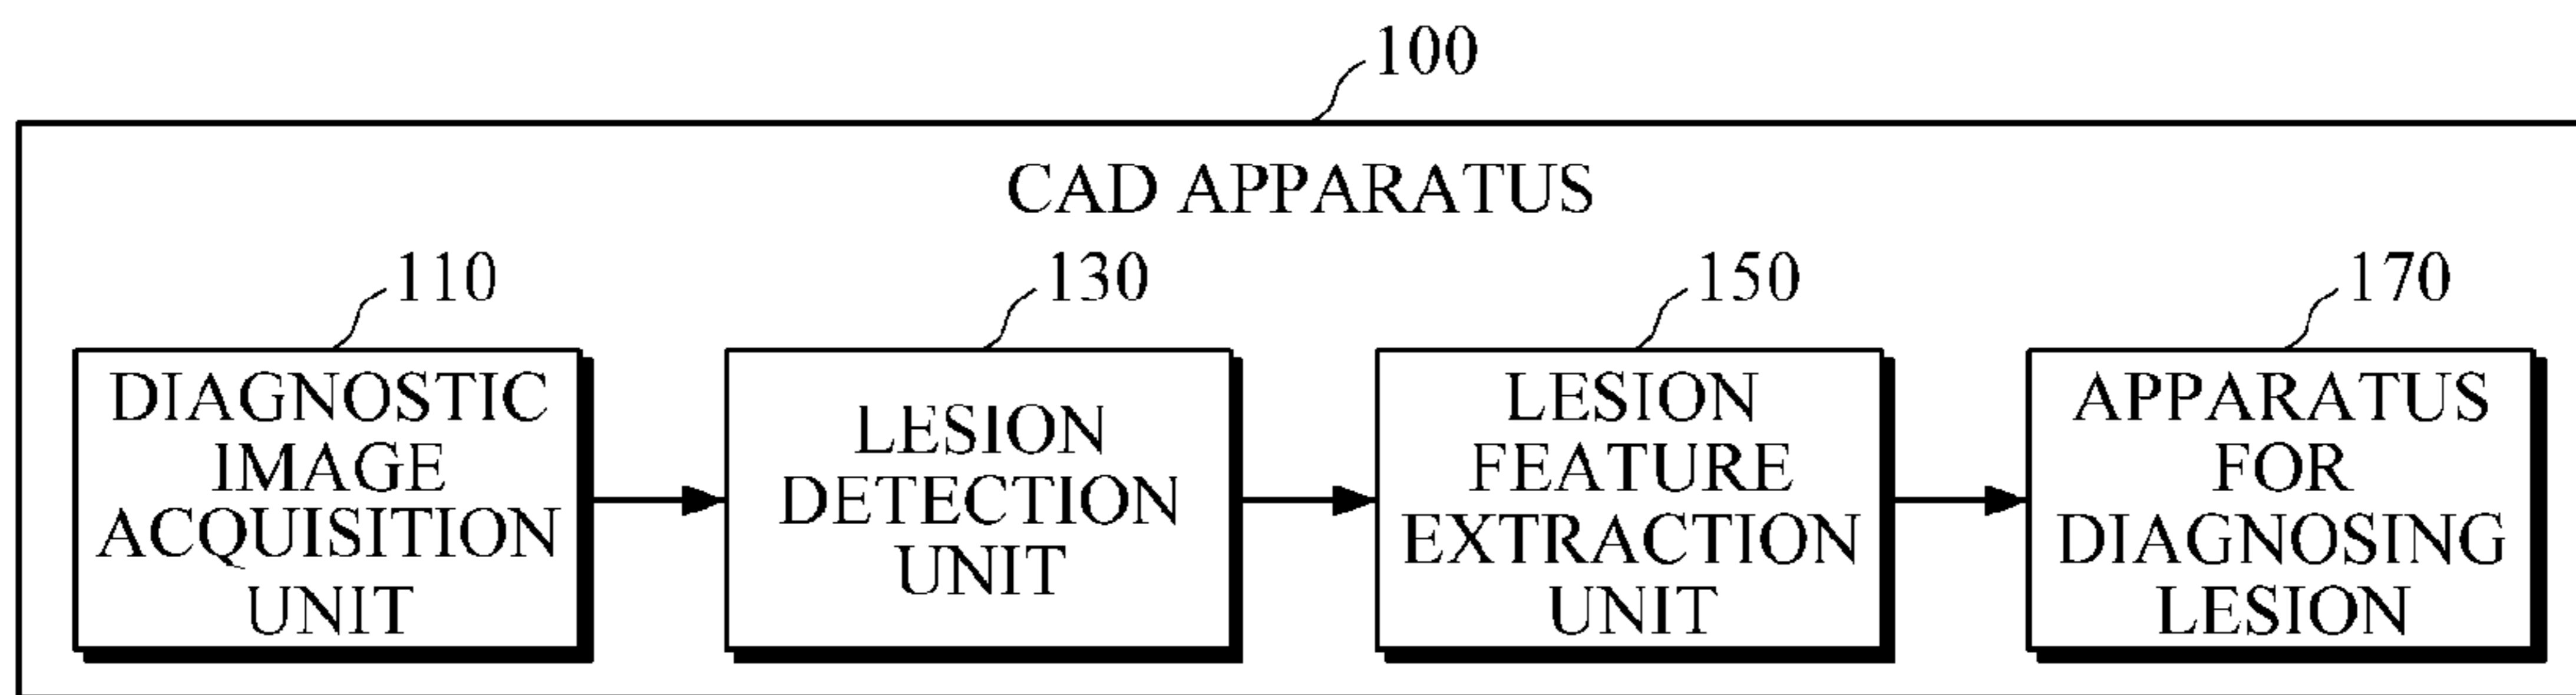 100
CAD APPARATUS
110
130
150
170
DIAGNOSTIC
IMAGE
ACQUISITION
UNIT
LESION
DETECTION
UNIT
LESION
FEATURE
EXTRACTION
UNIT
APPARATUS
FOR
DIAGNOSING
LESION